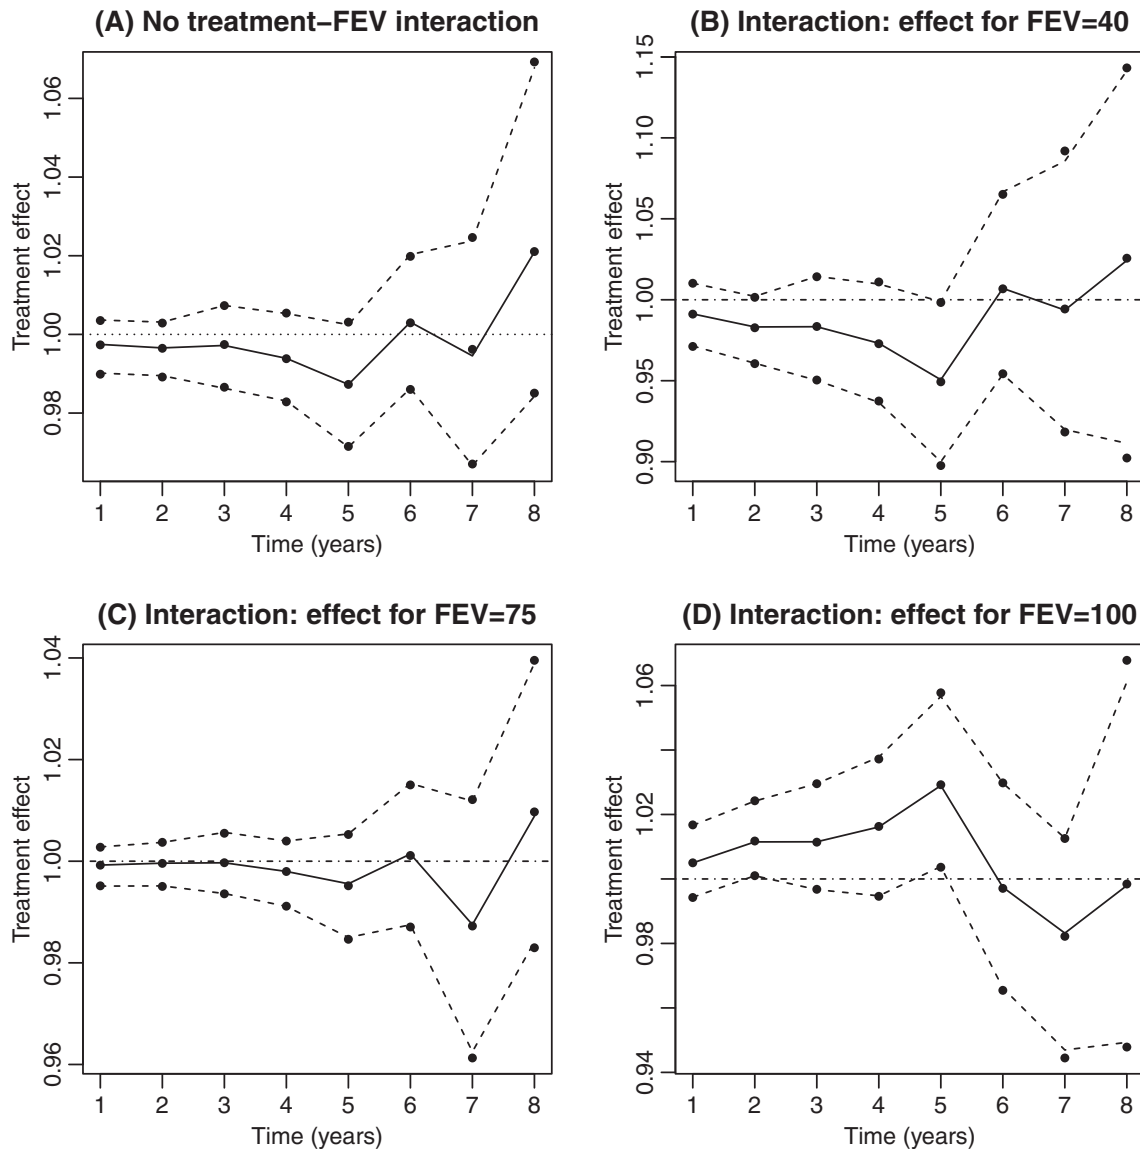 (A) No treatment−FEV interaction
Treatment effect
1.06
1.04
1.02
1.00
0.98
1 2 3 4 5 6 7 8
Time (years)
(B) Interaction: effect for FEV=40
Treatment effect
1.15
1.10
1.05
1.00
0.95
0.90
1 2 3 4 5 6 7 8
Time (years)
(C) Interaction: effect for FEV=75
Treatment effect
1.04
1.02
1.00
0.98
0.96
1 2 3 4 5 6 7 8
Time (years)
(D) Interaction: effect for FEV=100
Treatment effect
1.06
1.02
0.98
0.94
1 2 3 4 5 6 7 8
Time (years)